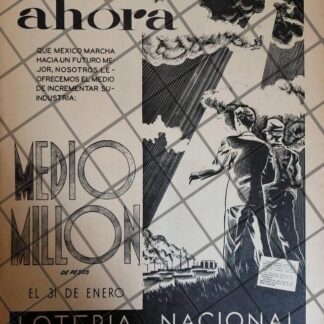 ahora
QUE MEXICO MARCHA
HACIA UN FUTURO ME-
JOR, NOSOTROS LE
OFRECEMOS EL MEDIO
DE INCREMENTAR SU
INDUSTRIA:
MEDIO
MILLON
DE PESOS
EL 31 DE ENERO
LOTERIA NACIONAL